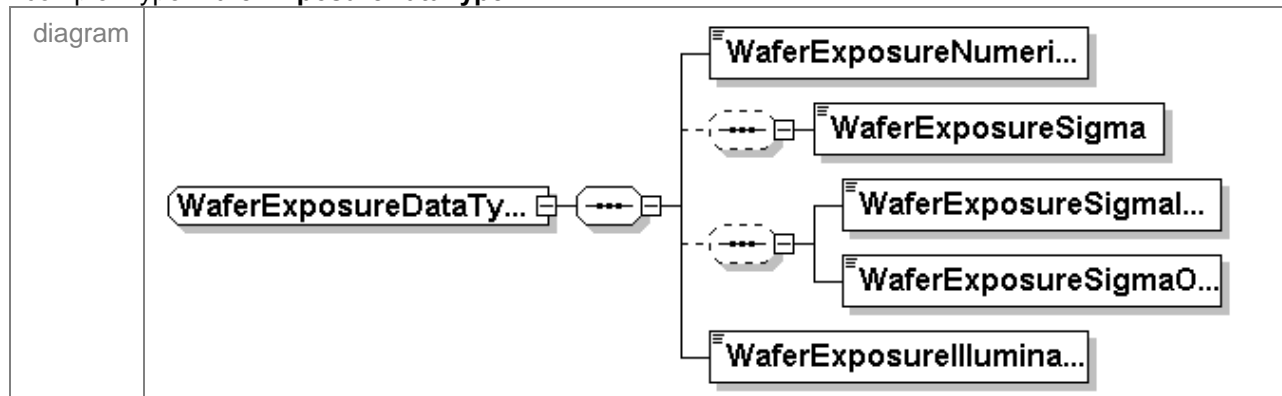 diagram
WaferExposureNumeri...
WaferExposureSigma
WaferExposureDataTy...
WaferExposureSigmaI...
WaferExposureSigmaO...
WaferExposureIllumina...